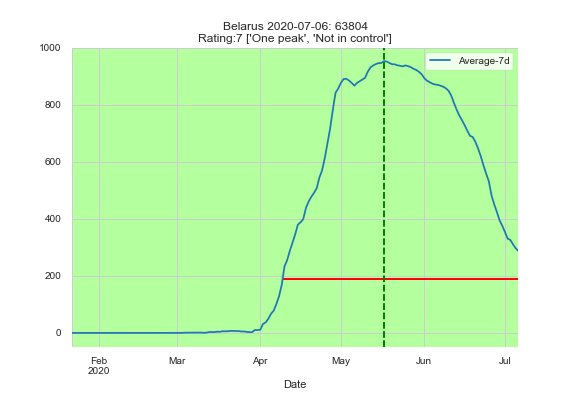 Belarus 2020-07-06: 63804
Rating:7 ['One peak', 'Not in control']
Average-7d
1000
800
600
400
200
0
Feb
2020
Mar
Apr
May
Jun
Jul
Date